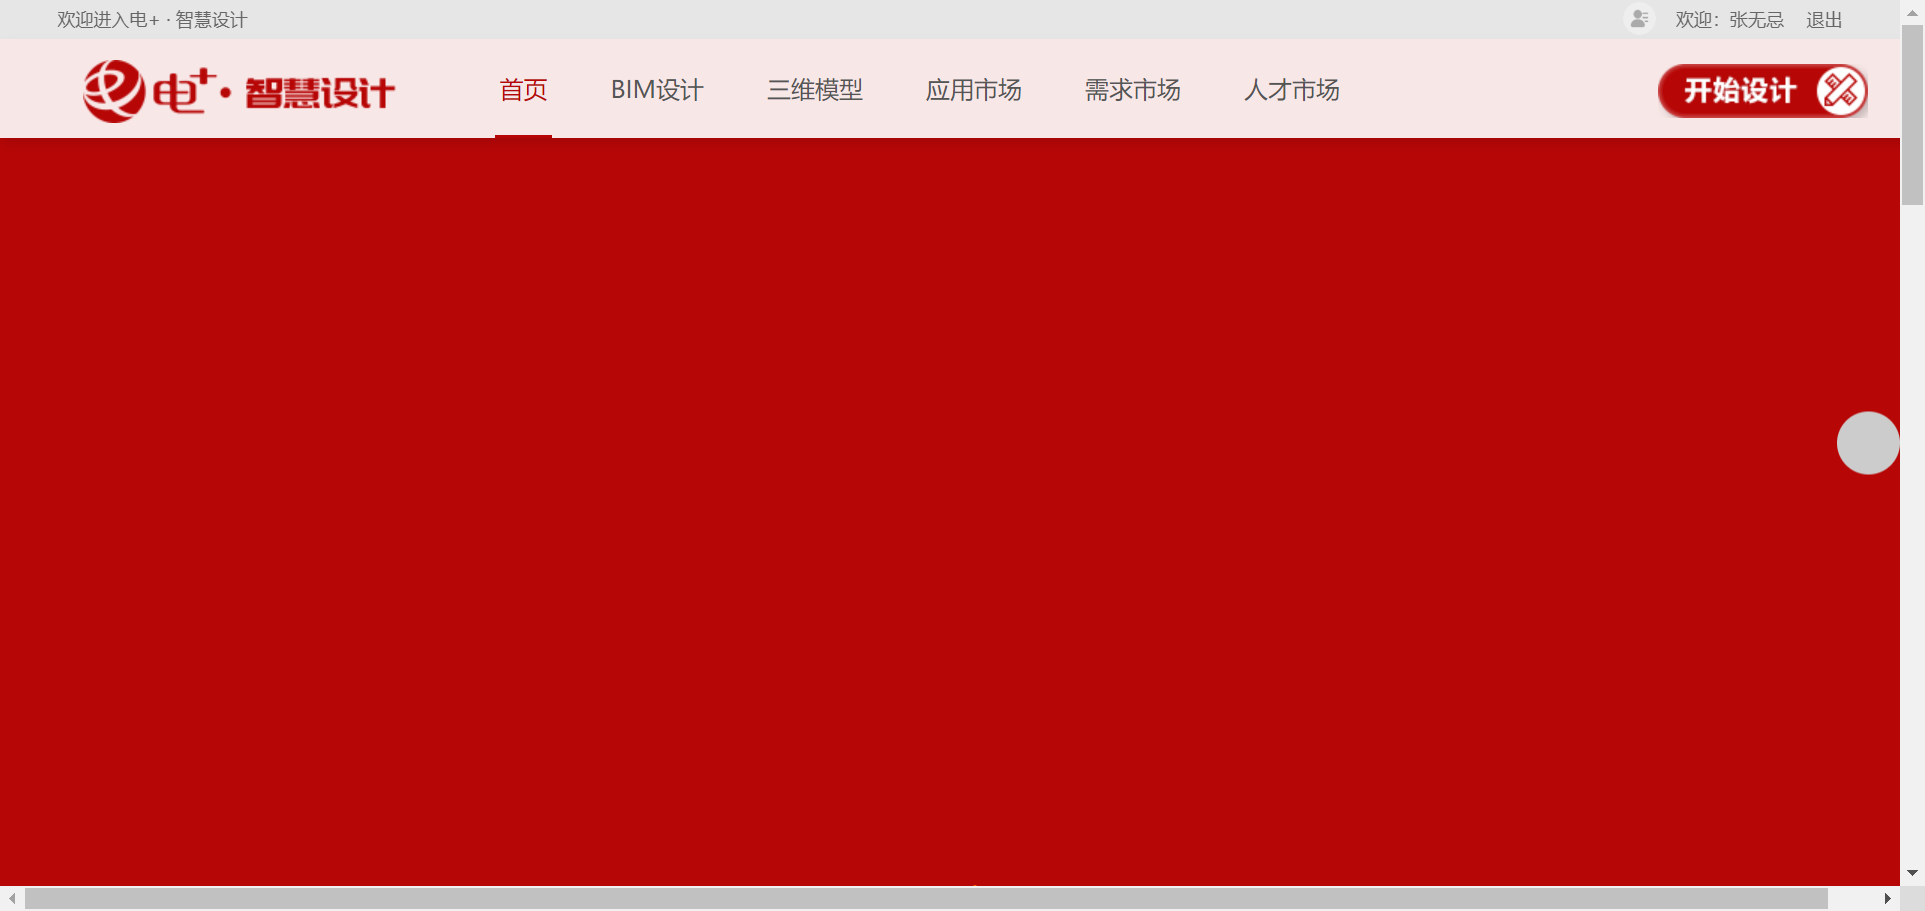 欢迎进入电+ · 智慧设计
欢迎：张无忌 退出
电+·智慧设计
首页 BIM设计 三维模型 应用市场 需求市场 人才市场
开始设计